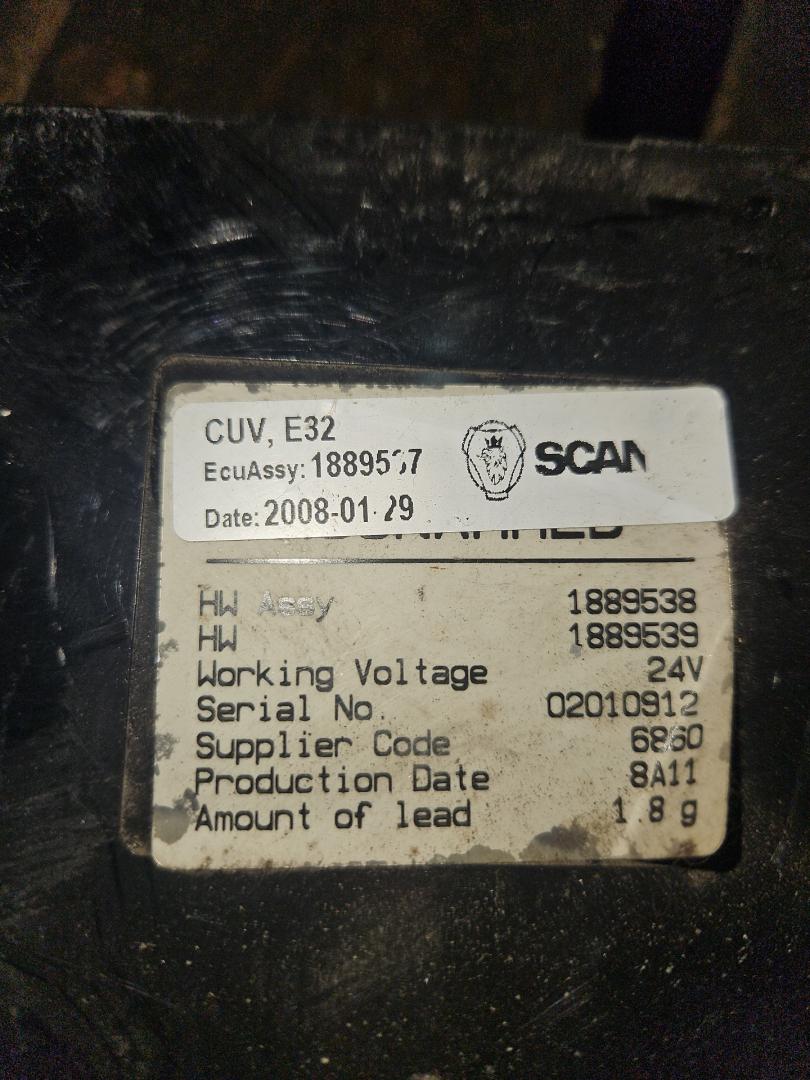 CUV, E32
EcuAssy:
SCAN
Date: 2008-01-29
HW Assy 1889538
HW 1889539
Working Voltage 24V
Serial No. 02010912
Supplier Code 6860
Production Date 8A11
Amount of lead 1.8 g